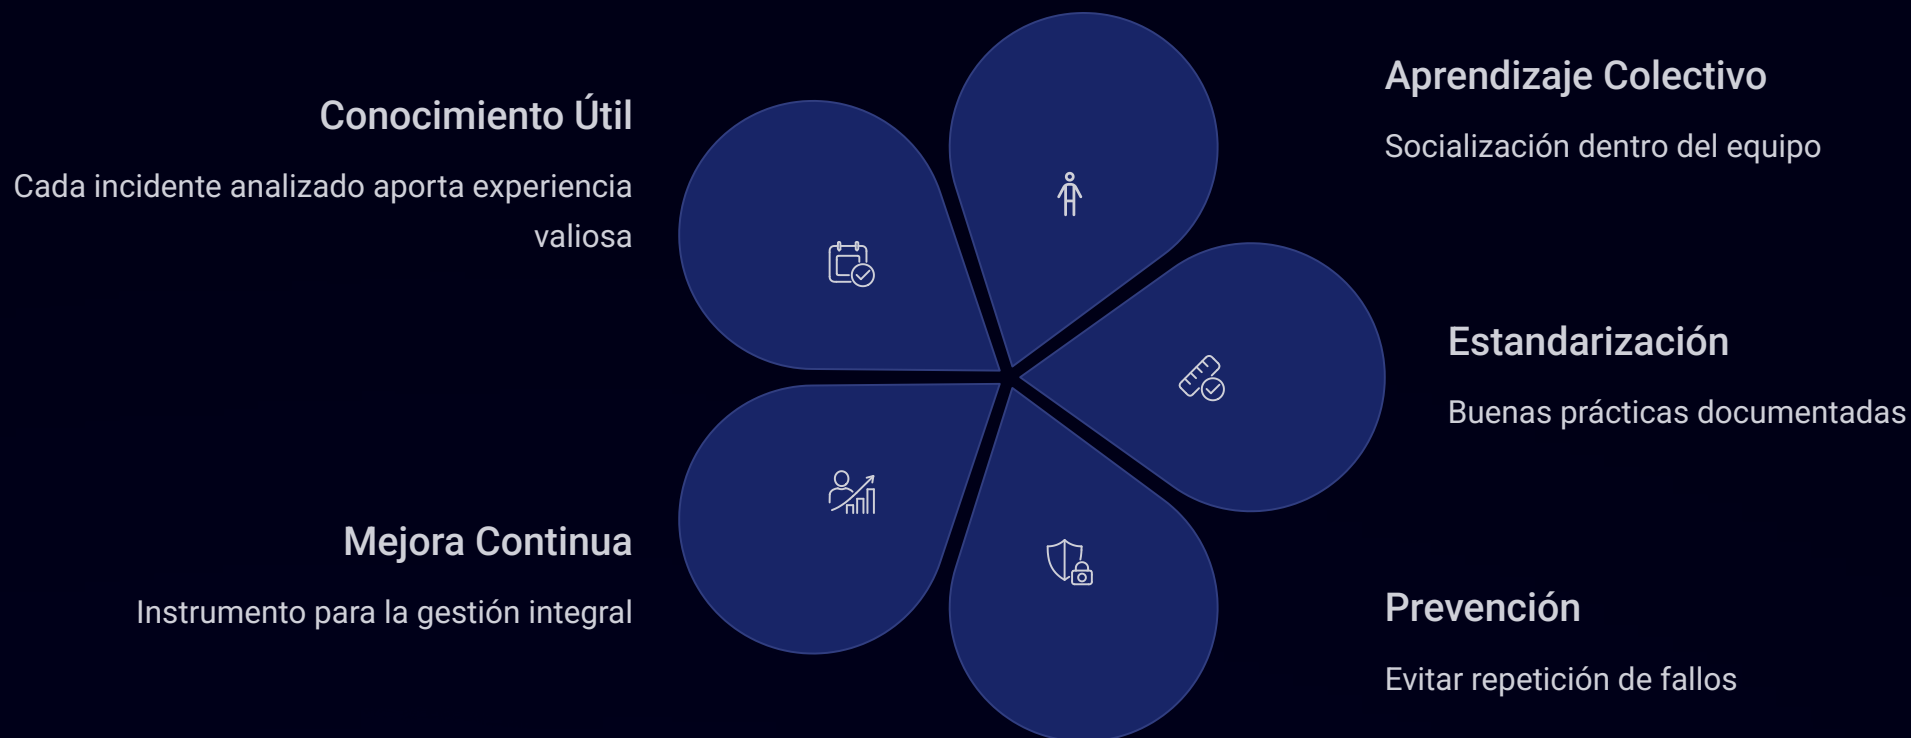 Conocimiento Útil
Cada incidente analizado aporta experiencia
valiosa
Aprendizaje Colectivo
Socialización dentro del equipo
Estandarización
Buenas prácticas documentadas
Mejora Continua
Instrumento para la gestión integral
Prevención
Evitar repetición de fallos